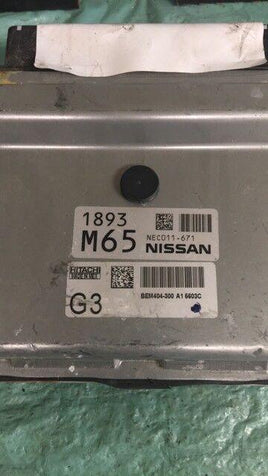 1893
M65 NEC011-671
NISSAN
HITACHI
G3 BEM404-300 A1 6603C